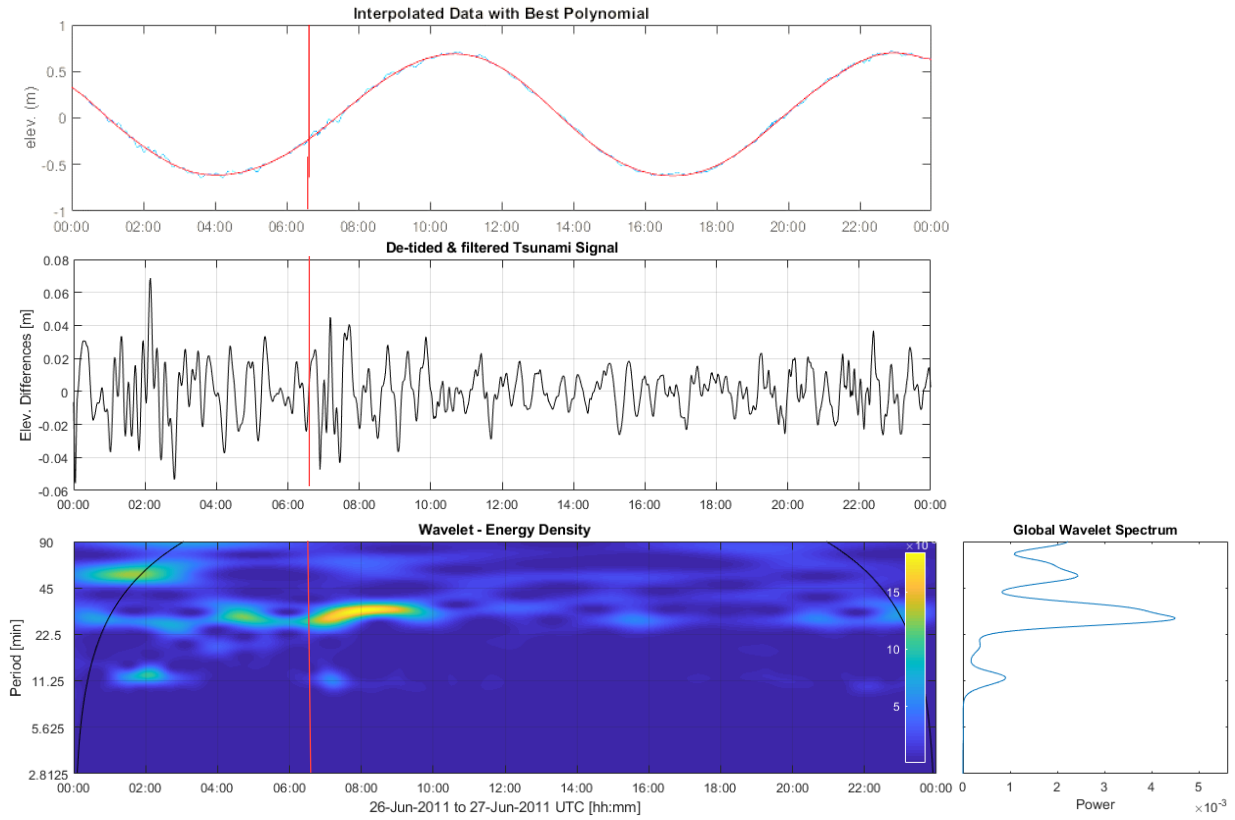 Interpolated Data with Best Polynomial
1
0.5
0
-0.5
-1
elev. (m)
00:00 02:00 04:00 06:00 08:00 10:00 12:00 14:00 16:00 18:00 20:00 22:00 00:00
De-tided & filtered Tsunami Signal
0.08
0.06
0.04
0.02
0
-0.02
-0.04
-0.06
Elev. Differences [m]
00:00 02:00 04:00 06:00 08:00 10:00 12:00 14:00 16:00 18:00 20:00 22:00 00:00
Wavelet - Energy Density
90
45
22.5
11.25
5.625
2.8125
Period [min]
15
10
5
00:00 02:00 04:00 06:00 08:00 10:00 12:00 14:00 16:00 18:00 20:00 22:00 00:00
26-Jun-2011 to 27-Jun-2011 UTC [hh:mm]
Global Wavelet Spectrum
0 1 2 3 4 5
Power
×10⁻³